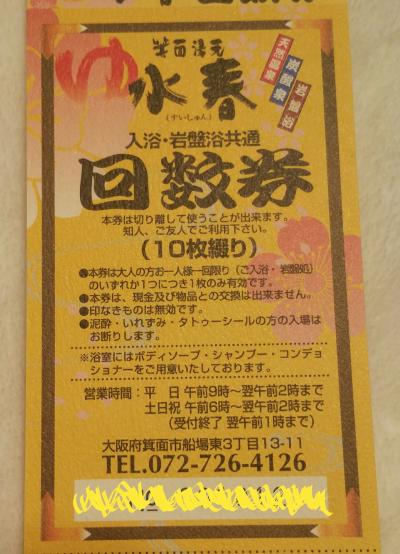 箕面湯元
ゆ
水春
(すいしゅん)
天然温泉
炭酸泉
岩盤浴
入浴・岩盤浴共通
回数券
本券は切り離して使うことが出来ます。
知人、ご友人でご利用下さい。
(10枚綴り)
●本券は大人の方お一人様一回限り(ご入浴・岩盤浴)
のいずれか1つにつき1枚のみ有効です。
●本券は、現金及び物品との交換は出来ません。
●印なきものは無効です。
●泥酔・いれずみ・タトゥーシールの方の入場は
お断りします。
※浴室にはボディソープ・シャンプー・コンディ
ショナーをご用意いたしております。
営業時間:平 日 午前9時~翌午前2時まで
土日祝 午前6時~翌午前2時まで
(受付終了 翌午前1時まで)
大阪府箕面市船場東3丁目13-11
TEL.072-726-4126